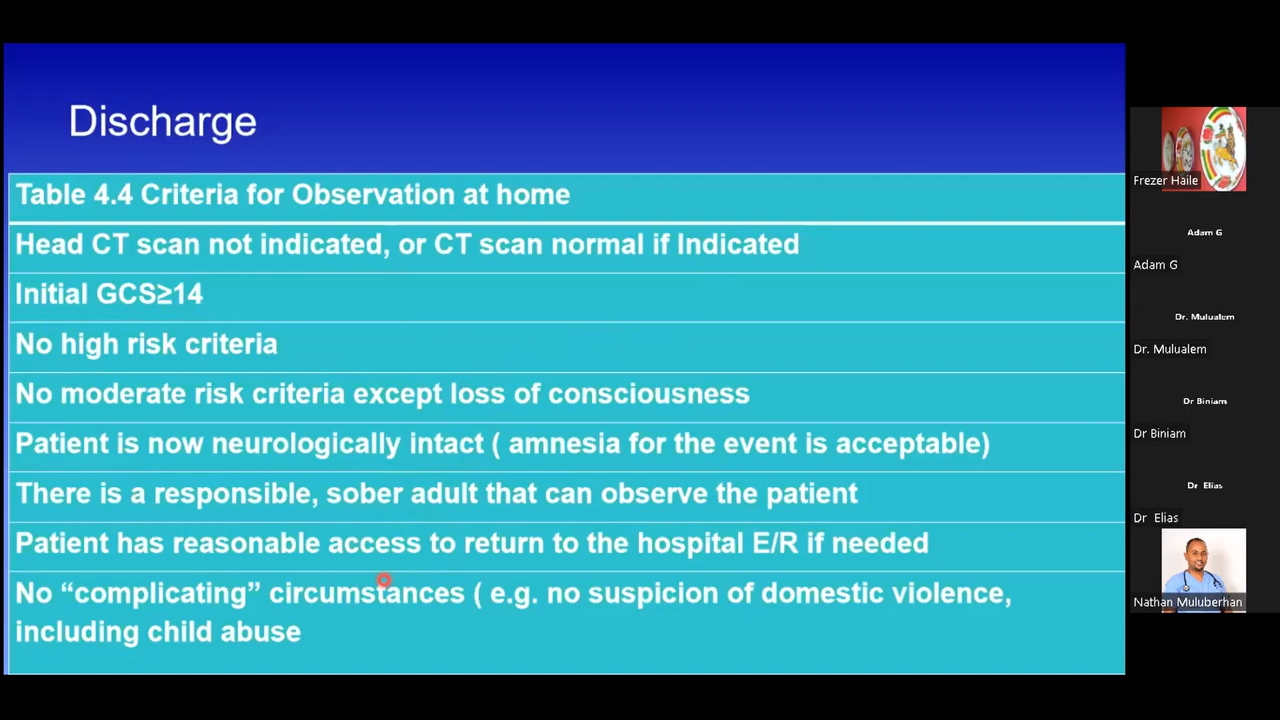 Discharge
Table 4.4 Criteria for Observation at home
Head CT scan not indicated, or CT scan normal if Indicated
Initial GCS≥14
No high risk criteria
No moderate risk criteria except loss of consciousness
Patient is now neurologically intact ( amnesia for the event is acceptable)
There is a responsible, sober adult that can observe the patient
Patient has reasonable access to return to the hospital E/R if needed
No “complicating” circumstances ( e.g. no suspicion of domestic violence,
including child abuse
Frezer Haile
Adam G
Adam G
Dr. Mulualem
Dr. Mulualem
Dr Biniam
Dr Biniam
Dr Elias
Dr Elias
Nathan Muluberhan